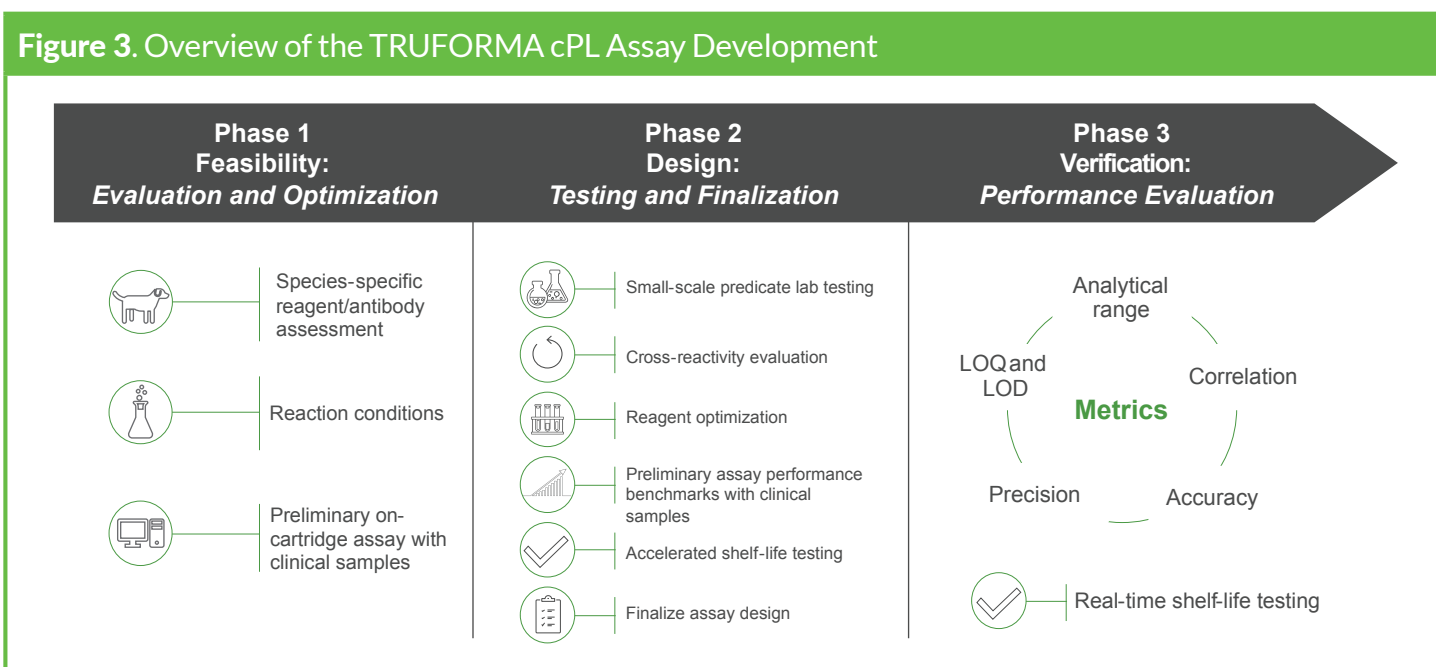 Figure 3. Overview of the TRUFORMA cPL Assay Development
Phase 1
Feasibility:
Evaluation and Optimization
Species-specific
reagent/antibody
assessment
Reaction conditions
Preliminary on-
cartridge assay with
clinical samples
Phase 2
Design:
Testing and Finalization
Small-scale predicate lab testing
Cross-reactivity evaluation
Reagent optimization
Preliminary assay performance
benchmarks with clinical
samples
Accelerated shelf-life testing
Finalize assay design
Phase 3
Verification:
Performance Evaluation
Analytical
range
LOQ and
LOD
Correlation
Metrics
Precision
Accuracy
Real-time shelf-life testing